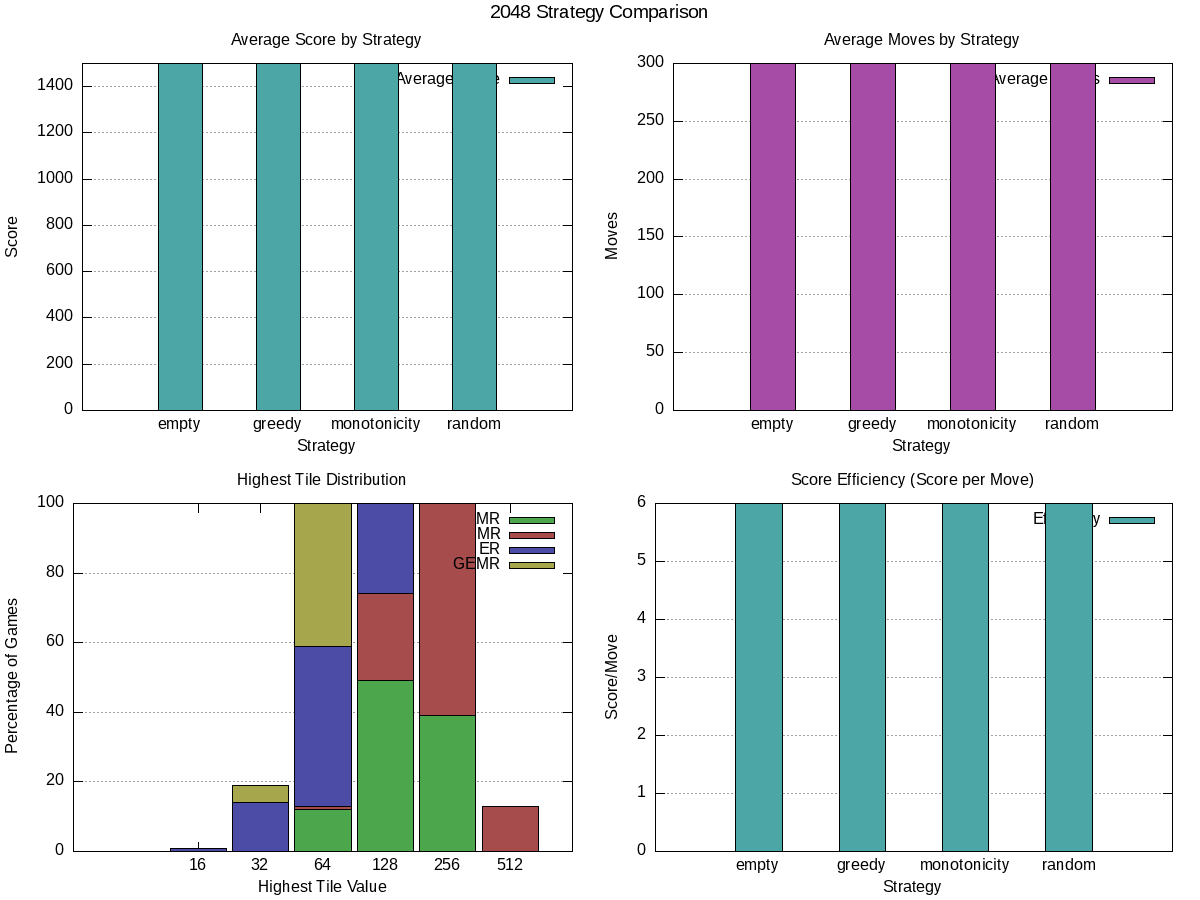 2048 Strategy Comparison
Average Score by Strategy
1400
1200
1000
800
600
400
200
0
Score
empty greedy monotonicity random
Strategy
Average Moves by Strategy
Average
300
250
200
150
100
50
0
Moves
empty greedy monotonicity random
Strategy
Highest Tile Distribution
MR
MR
ER
GEMR
100
80
60
40
20
0
Percentage of Games
16 32 64 128 256 512
Highest Tile Value
Score Efficiency (Score per Move)
6
5
4
3
2
1
0
Score/Move
empty greedy monotonicity random
Strategy